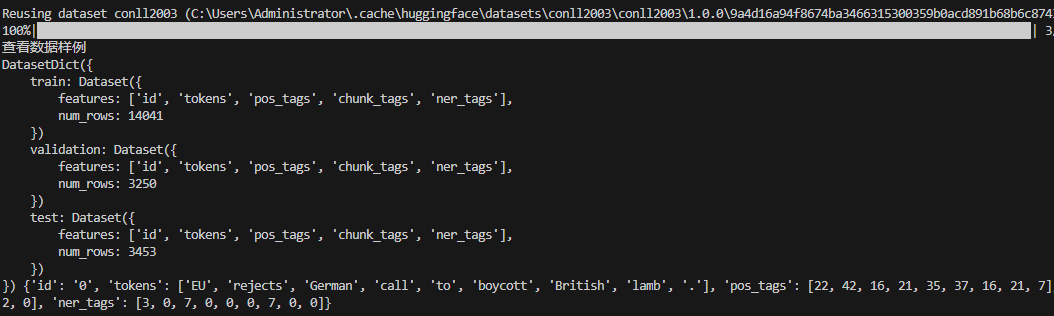 Reusing dataset conll2003 (C:\Users\Administrator\.cache\huggingface\datasets\conll2003\conll2003\1.0.0\9a4d16a94f8674ba3466315300359b0acd891b68b6c874
100%| | 3
查看数据样例
DatasetDict({
    train: Dataset({
        features: ['id', 'tokens', 'pos_tags', 'chunk_tags', 'ner_tags'],
        num_rows: 14041
    })
    validation: Dataset({
        features: ['id', 'tokens', 'pos_tags', 'chunk_tags', 'ner_tags'],
        num_rows: 3250
    })
    test: Dataset({
        features: ['id', 'tokens', 'pos_tags', 'chunk_tags', 'ner_tags'],
        num_rows: 3453
    })
}) {'id': '0', 'tokens': ['EU', 'rejects', 'German', 'call', 'to', 'boycott', 'British', 'lamb', '.'], 'pos_tags': [22, 42, 16, 21, 35, 37, 16, 21, 7]
2, 0], 'ner_tags': [3, 0, 7, 0, 0, 0, 7, 0, 0]}